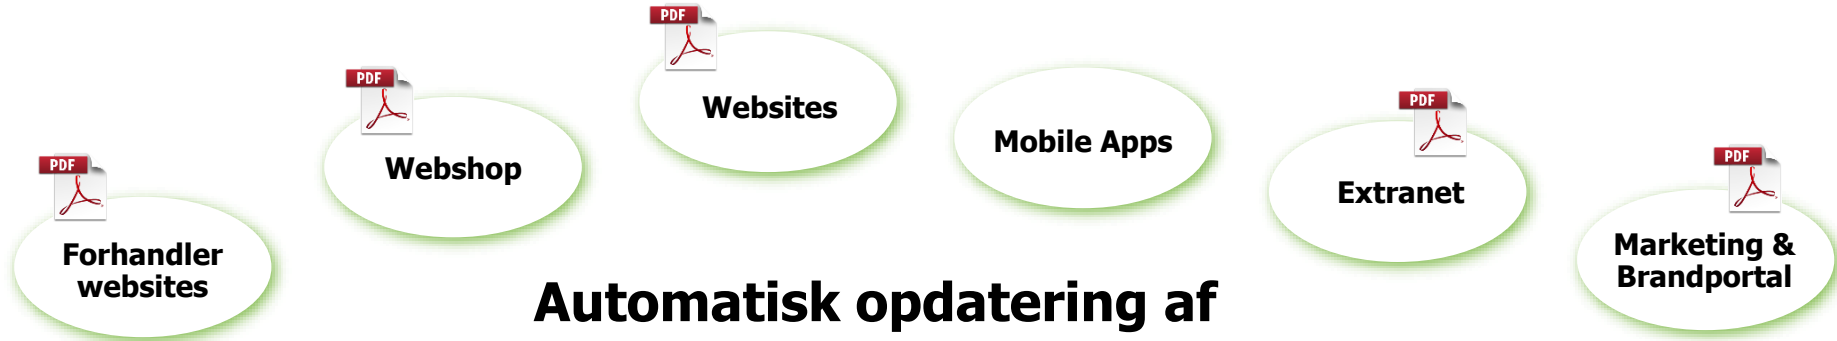 PDF
Forhandler
websites
PDF
Webshop
PDF
Websites
Mobile Apps
PDF
Extranet
PDF
Marketing &
Brandportal
Automatisk opdatering af